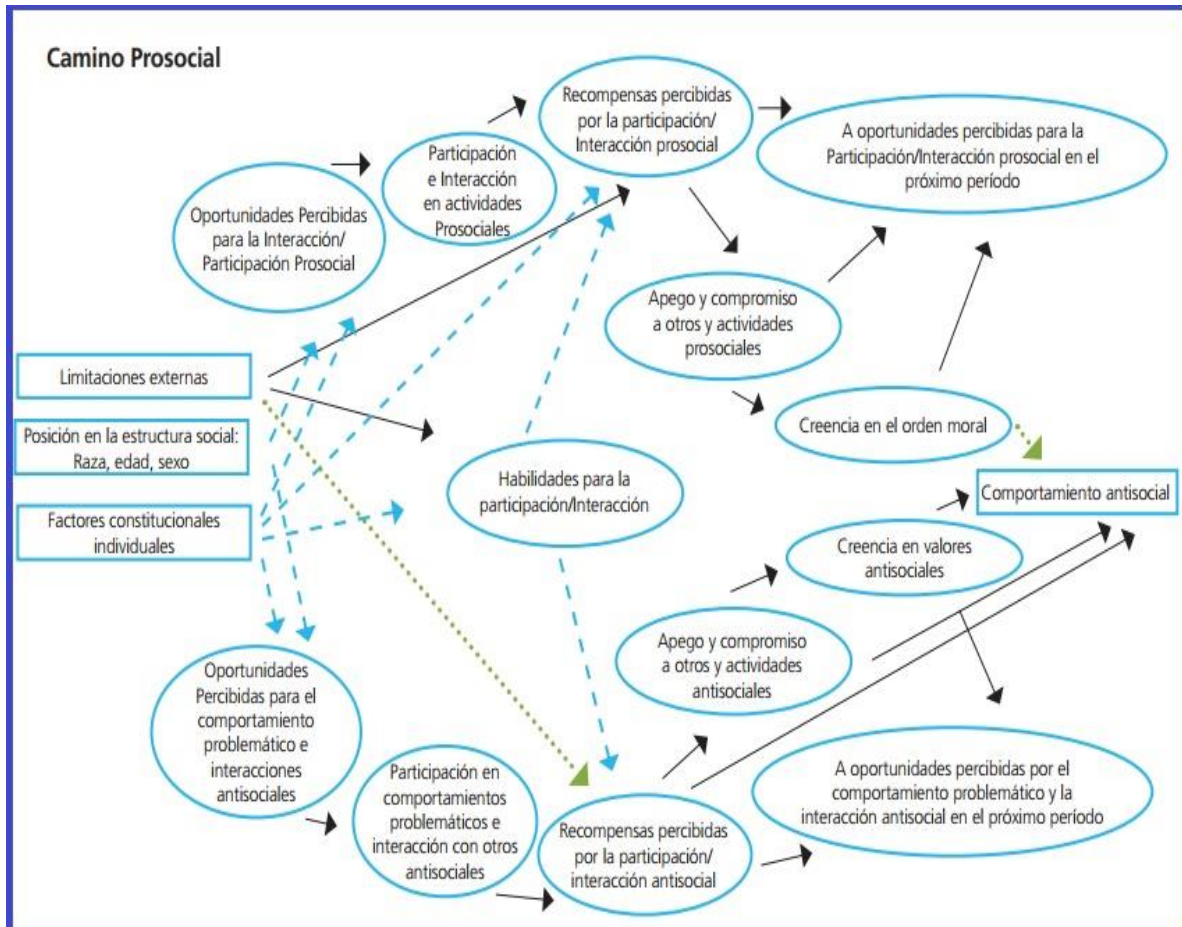 Camino Prosocial
Recompensas percibidas
por la participación/
Interacción prosocial
A oportunidades percibidas para la
Participación/Interacción prosocial en el
próximo período
Participación
e Interacción
en actividades
Prosociales
Oportunidades Percibidas
para la Interacción/
Participación Prosocial
Apego y compromiso
a otros y actividades
prosociales
Limitaciones externas
Creencia en el orden moral
Posición en la estructura social:
Raza, edad, sexo
Habilidades para la
participación/Interacción
Comportamiento antisocial
Factores constitucionales
individuales
Creencia en valores
antisociales
Apego y compromiso
a otros y actividades
antisociales
Oportunidades
Percibidas para el
comportamiento
problemático e
interacciones
antisociales
Participación en
comportamientos
problemáticos e
interacción con otros
antisociales
Recompensas percibidas
por la participación/
interacción antisocial
A oportunidades percibidas por el
comportamiento problemático y la
interacción antisocial en el próximo período